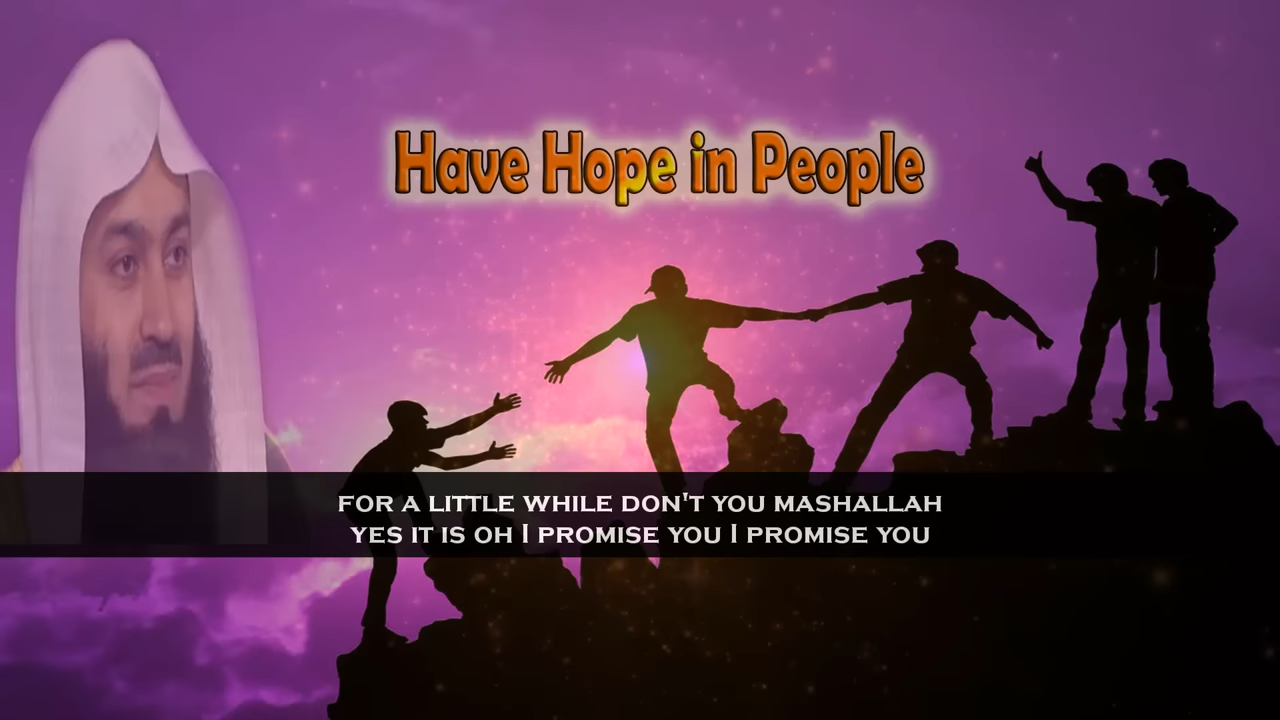 Have Hope in People
FOR A LITTLE WHILE DON'T YOU MASHALLAH
YES IT IS OH I PROMISE YOU I PROMISE YOU